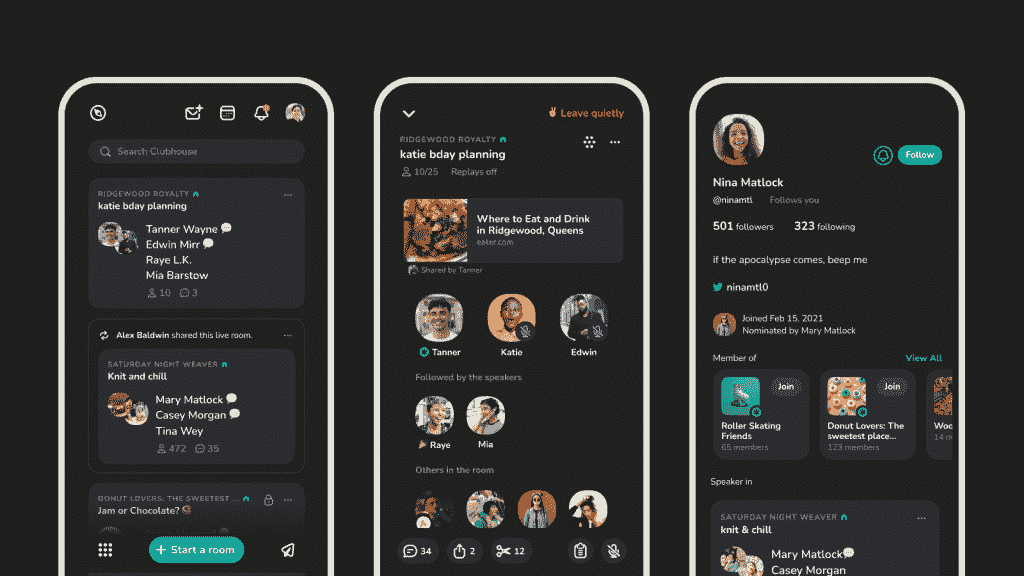 Search Clubhouse
RIDGEWOOD ROYALTY
katie bday planning
Tanner Wayne
Edwin Mirr
Raye L.K.
Mia Barstow
10 3
Alex Baldwin shared this live room.
SATURDAY NIGHT WEAVER
Knit and chill
Mary Matlock
Casey Morgan
Tina Wey
472 35
DONUT LOVERS: THE SWEETEST ...
Jam or Chocolate?
+ Start a room
Leave quietly
RIDGEWOOD ROYALTY
katie bday planning
10/25 Replays off
Where to Eat and Drink
in Ridgewood, Queens
eater.com
Shared by Tanner
Tanner Katie Edwin
Followed by the speakers
Raye Mia
Others in the room
34 2 12
Follow
Nina Matlock
@ninamtl Follows you
501 followers 323 following
if the apocalypse comes, beep me
ninamtl0
Joined Feb 15, 2021
Nominated by Mary Matlock
Member of View All
Join
Roller Skating
Friends
65 members
Join
Donut Lovers: The
sweetest place...
123 members
Woo
14 m
Speaker in
SATURDAY NIGHT WEAVER
knit & chill
Mary Matlock
Casey Morgan